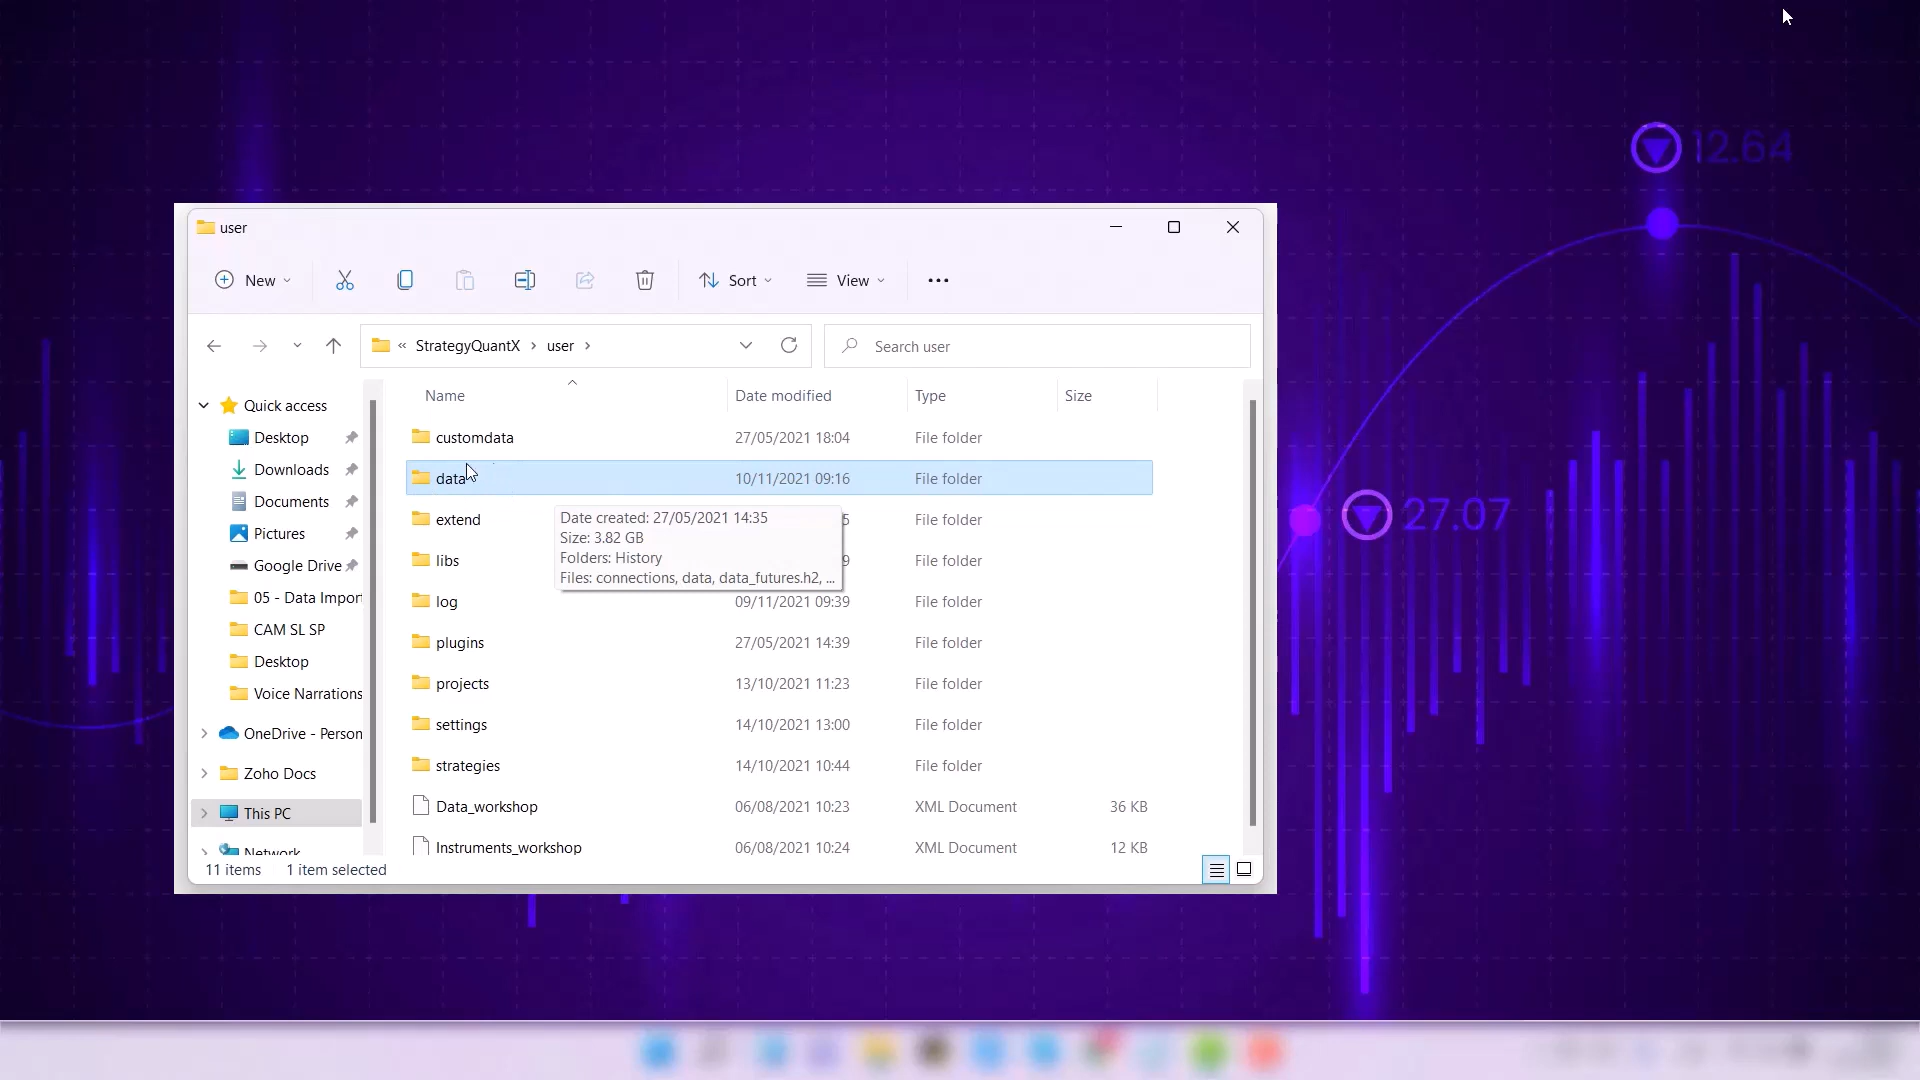 12.64
27.07
user
New
Sort
View
« StrategyQuantX > user >
Search user
Name Date modified Type Size
Quick access
Desktop
Downloads
Documents
Pictures
Google Drive
05 - Data Import
CAM SL SP
Desktop
Voice Narrations
OneDrive - Person
Zoho Docs
This PC
Network
customdata 27/05/2021 18:04 File folder
data 10/11/2021 09:16 File folder
extend 5 File folder
libs 9 File folder
log 09/11/2021 09:39 File folder
plugins 27/05/2021 14:39 File folder
projects 13/10/2021 11:23 File folder
settings 14/10/2021 13:00 File folder
strategies 14/10/2021 10:44 File folder
Data_workshop 06/08/2021 10:23 XML Document 36 KB
Instruments_workshop 06/08/2021 10:24 XML Document 12 KB
Date created: 27/05/2021 14:35
Size: 3.82 GB
Folders: History
Files: connections, data, data_futures.h2, ...
11 items 1 item selected